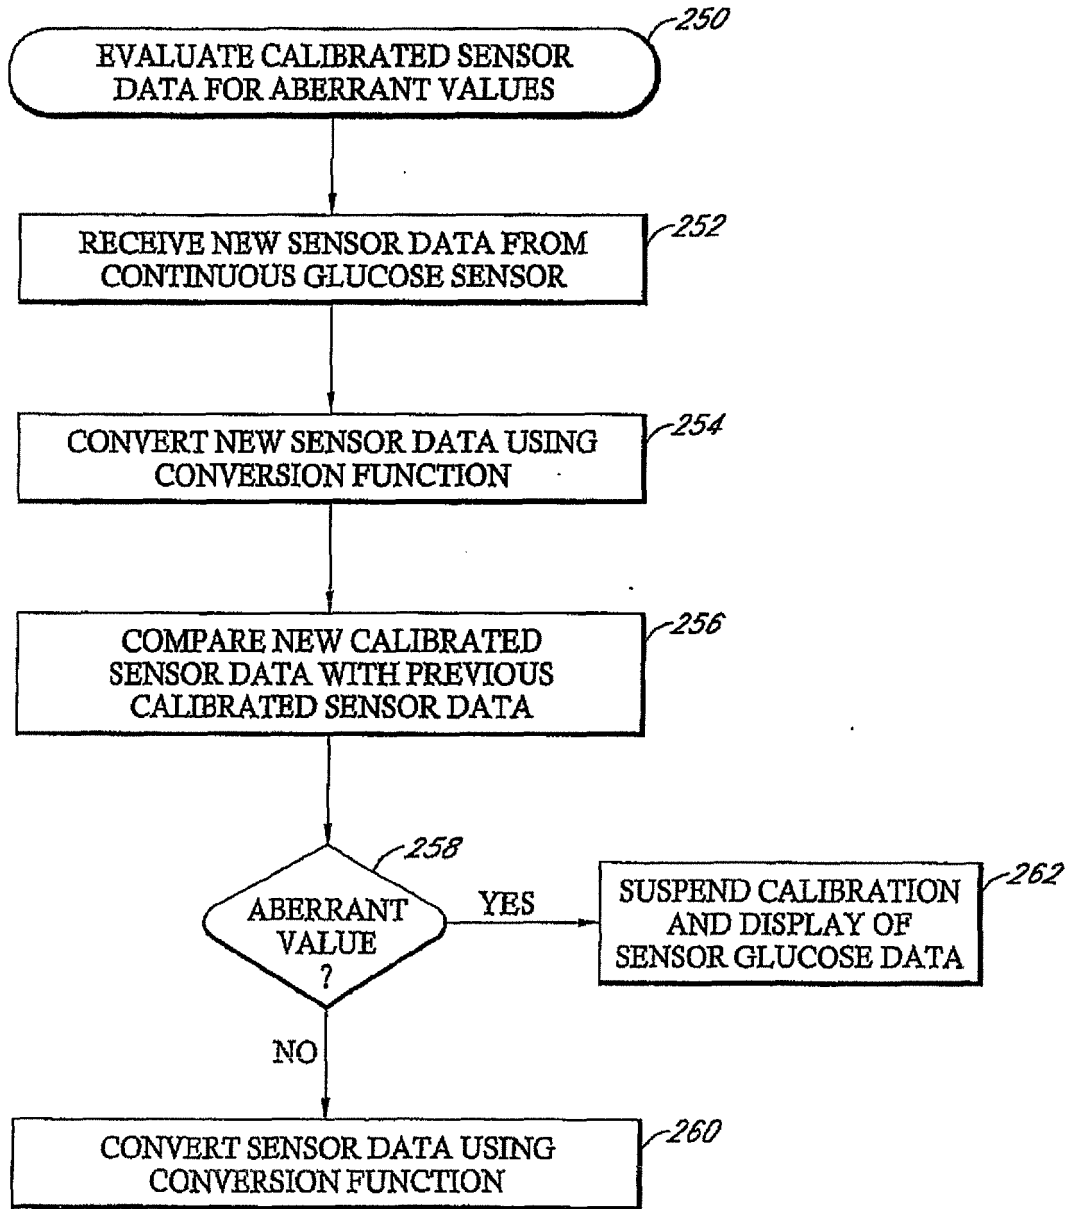 250
EVALUATE CALIBRATED SENSOR
DATA FOR ABERRANT VALUES
252
RECEIVE NEW SENSOR DATA FROM
CONTINUOUS GLUCOSE SENSOR
254
CONVERT NEW SENSOR DATA USING
CONVERSION FUNCTION
256
COMPARE NEW CALIBRATED
SENSOR DATA WITH PREVIOUS
CALIBRATED SENSOR DATA
258
ABERRANT
VALUE
?
YES
262
SUSPEND CALIBRATION
AND DISPLAY OF
SENSOR GLUCOSE DATA
NO
260
CONVERT SENSOR DATA USING
CONVERSION FUNCTION